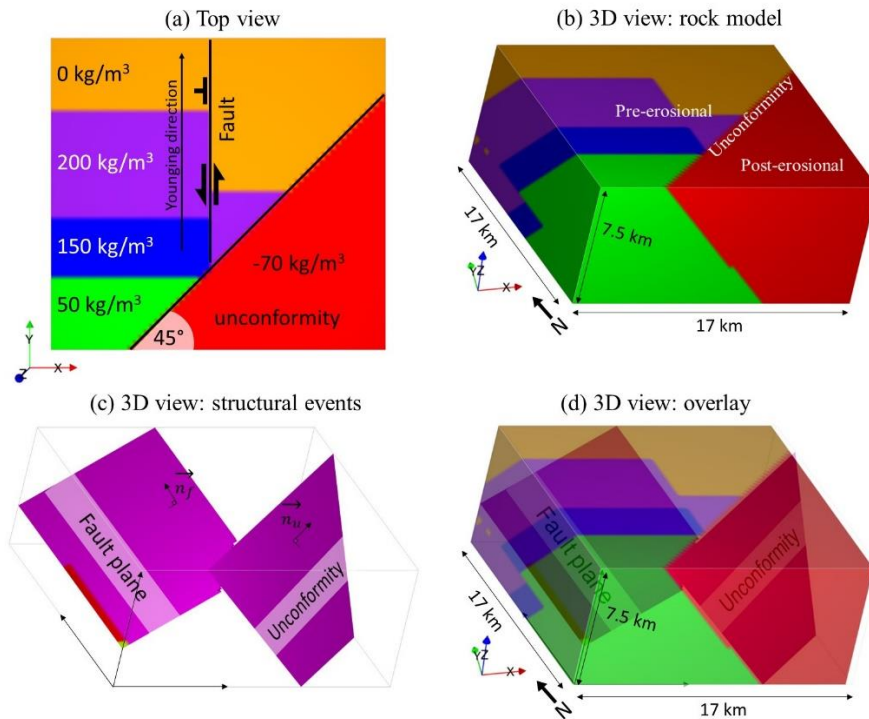 (a) Top view
0 kg/m³
200 kg/m³
150 kg/m³
50 kg/m³
Younging direction
Fault
-70 kg/m³
unconformity
45°
Y
Z
X
(b) 3D view: rock model
Pre-erosional
Unconforminty
Post-erosional
17 km
7.5 km
17 km
Y
Z
X
N
(c) 3D view: structural events
n_f
n_u
Fault plane
Unconformity
(d) 3D view: overlay
Fault plane
Unconformity
17 km
7.5 km
17 km
Y
Z
X
N